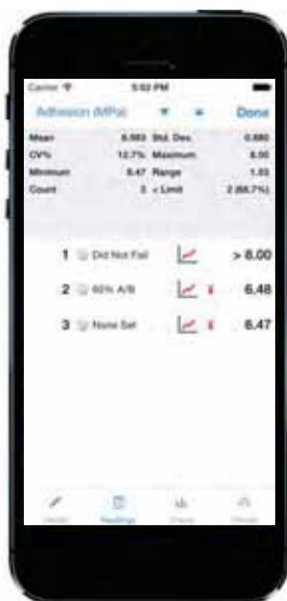 Carrier 5:02 PM
Adhesion (MPa) Done
Mean 6.983 Std. Dev. 0.880
CV% 12.7% Maximum 8.00
Minimum 6.47 Range 1.53
Count 3 < Limit 2 (66.7%)
1 Did Not Fail > 8.00
2 60% A/B 6.48
3 None Set 6.47
Readings